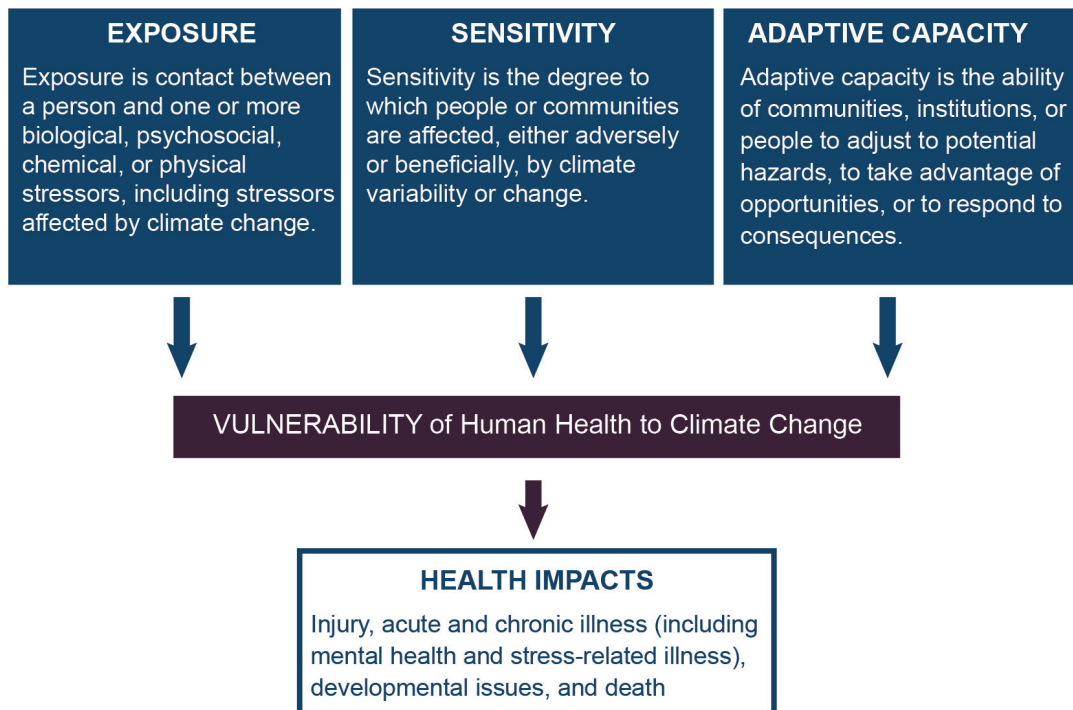 EXPOSURE
Exposure is contact between
a person and one or more
biological, psychosocial,
chemical, or physical
stressors, including stressors
affected by climate change.
SENSITIVITY
Sensitivity is the degree to
which people or communities
are affected, either adversely
or beneficially, by climate
variability or change.
ADAPTIVE CAPACITY
Adaptive capacity is the ability
of communities, institutions, or
people to adjust to potential
hazards, to take advantage of
opportunities, or to respond to
consequences.
VULNERABILITY of Human Health to Climate Change
HEALTH IMPACTS
Injury, acute and chronic illness (including
mental health and stress-related illness),
developmental issues, and death